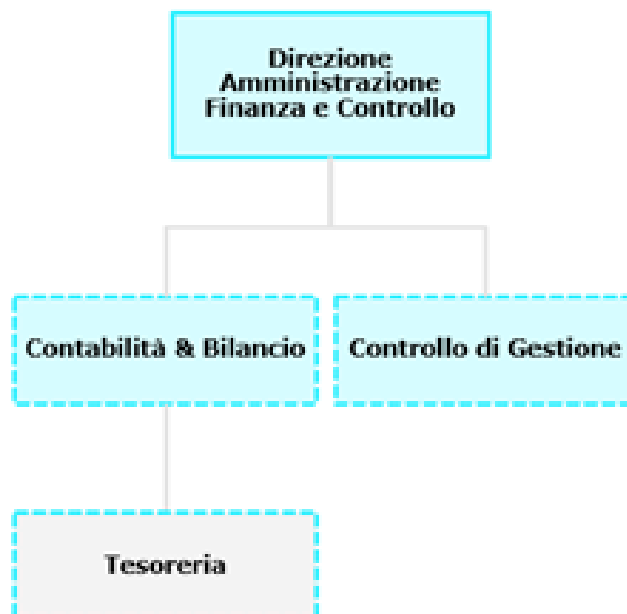 Direzione
Amministrazione
Finanza e Controllo
Contabilità & Bilancio
Controllo di Gestione
Tesoreria